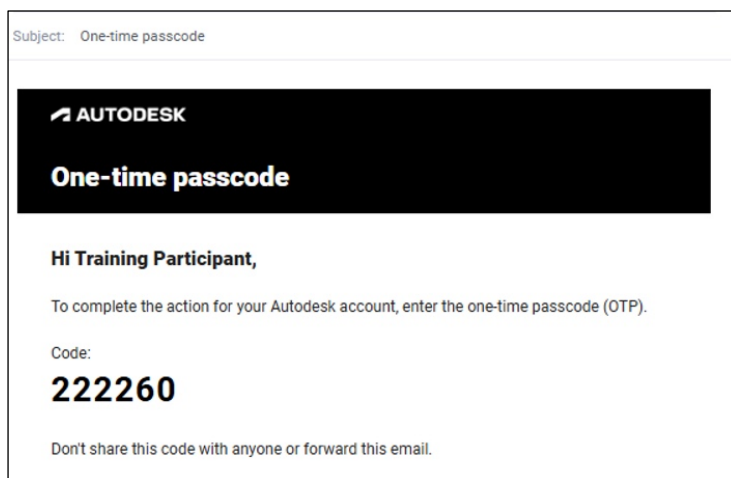 Subject: One-time passcode
AUTODESK
One-time passcode
Hi Training Participant,
To complete the action for your Autodesk account, enter the one-time passcode (OTP).
Code:
222260
Don't share this code with anyone or forward this email.